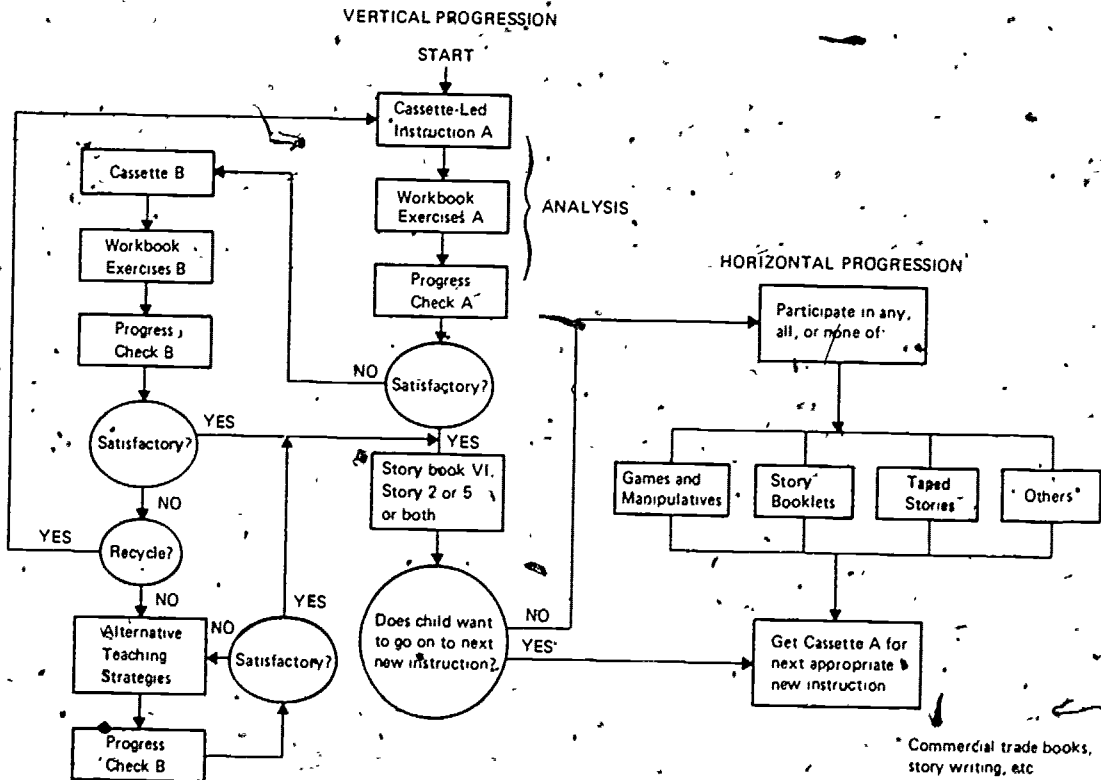 VERTICAL PROGRESSION
START
Cassette-Led
Instruction A
Workbook
Exercises A
ANALYSIS
Progress
Check A
NO
Satisfactory?
YES
Story book VI.
Story 2 or 5
or both
Does child want
to go on to next
new instruction?
NO
YES
Cassette B
Workbook
Exercises B
Progress
Check B
Satisfactory?
YES
NO
YES
Recycle?
NO
Alternative
Teaching
Strategies
Progress
Check B
NO
Satisfactory?
YES
HORIZONTAL PROGRESSION
Participate in any,
all, or none of
Games and
Manipulatives
Story
Booklets
Taped
Stories
Others*
Get Cassette A for
next appropriate
new instruction
* Commercial trade books,
story writing, etc